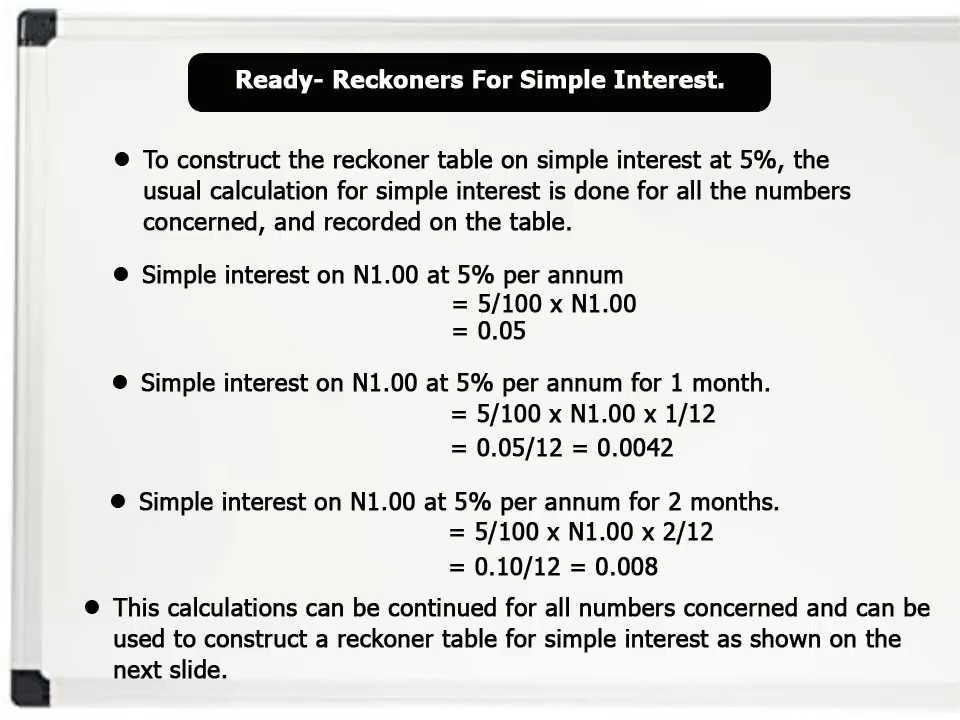 Ready- Reckoners For Simple Interest.
● To construct the reckoner table on simple interest at 5%, the
usual calculation for simple interest is done for all the numbers
concerned, and recorded on the table.
● Simple interest on N1.00 at 5% per annum
= 5/100 x N1.00
= 0.05
● Simple interest on N1.00 at 5% per annum for 1 month.
= 5/100 x N1.00 x 1/12
= 0.05/12 = 0.0042
● Simple interest on N1.00 at 5% per annum for 2 months.
= 5/100 x N1.00 x 2/12
= 0.10/12 = 0.008
● This calculations can be continued for all numbers concerned and can be
used to construct a reckoner table for simple interest as shown on the
next slide.